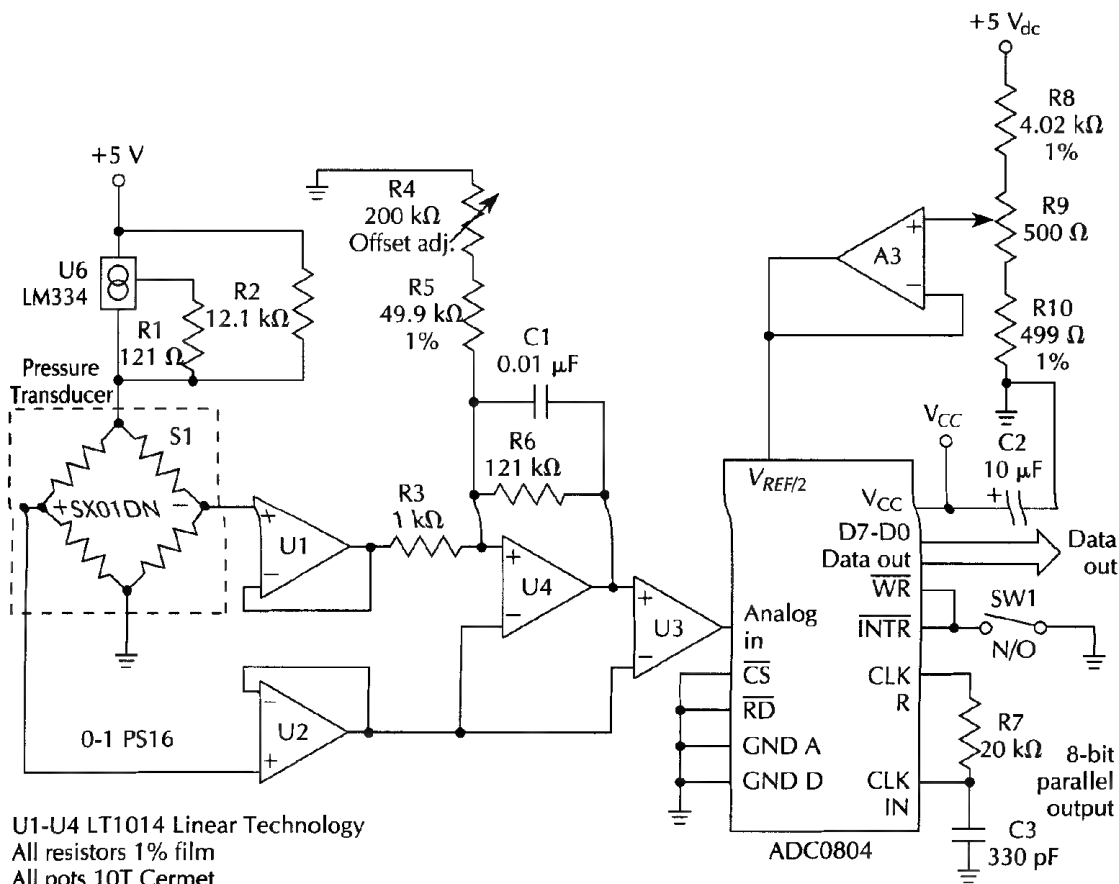 +5 V_dc
R8
4.02 kΩ
1%
+5 V
R4
200 kΩ
Offset adj.
R9
500 Ω
A3
+
−
U6
LM334
R1
121 Ω
R2
12.1 kΩ
R5
49.9 kΩ
1%
R10
499 Ω
1%
C1
0.01 µF
Pressure
Transducer
S1
+SX01DN−
R6
121 kΩ
V_CC
C2
10 µF
+
V_REF/2
V_CC
R3
1 kΩ
D7-D0
Data out
Data
out
+
−
U1
+
−
U4
+
−
U3
Analog
in
WR
INTR
SW1
N/O
CS
RD
GND A
GND D
CLK
R
CLK
IN
R7
20 kΩ
8-bit
parallel
output
−
+
U2
0-1 PS16
C3
330 pF
ADC0804
U1-U4 LT1014 Linear Technology
All resistors 1% film
All pots 10T Cermet